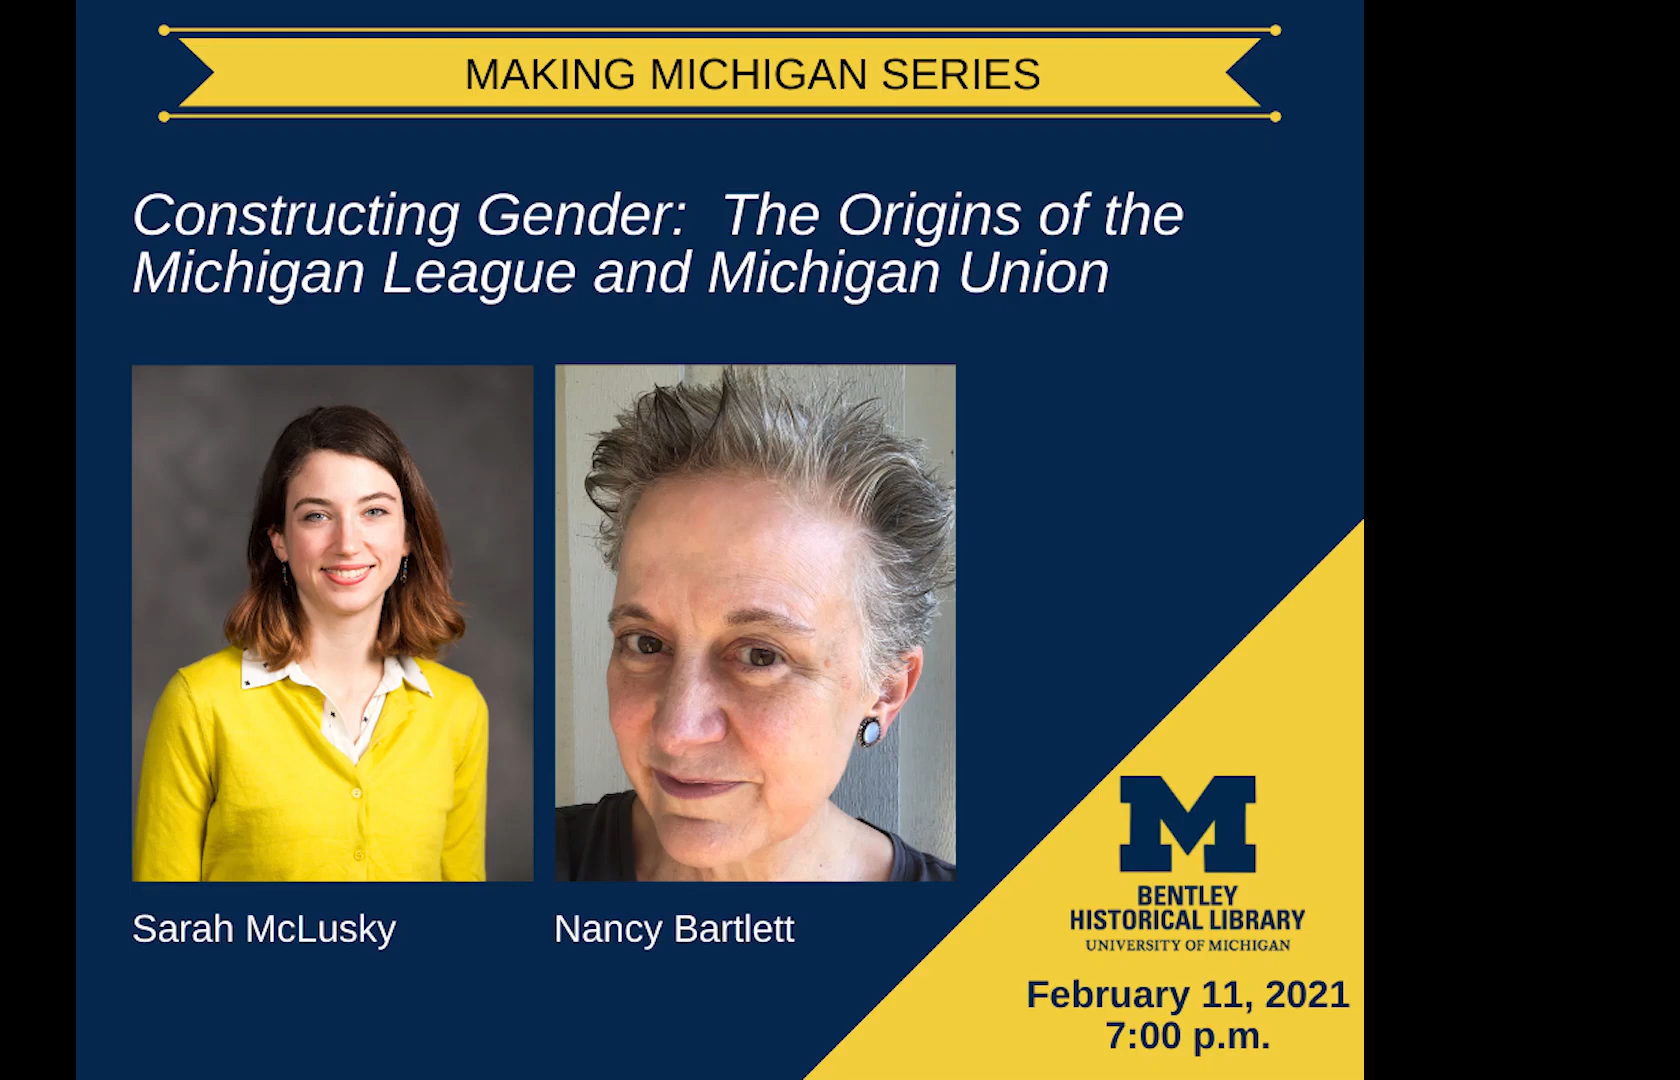 MAKING MICHIGAN SERIES
Constructing Gender:  The Origins of the
Michigan League and Michigan Union
Sarah McLusky
Nancy Bartlett
M
BENTLEY
HISTORICAL LIBRARY
UNIVERSITY OF MICHIGAN
February 11, 2021
7:00 p.m.